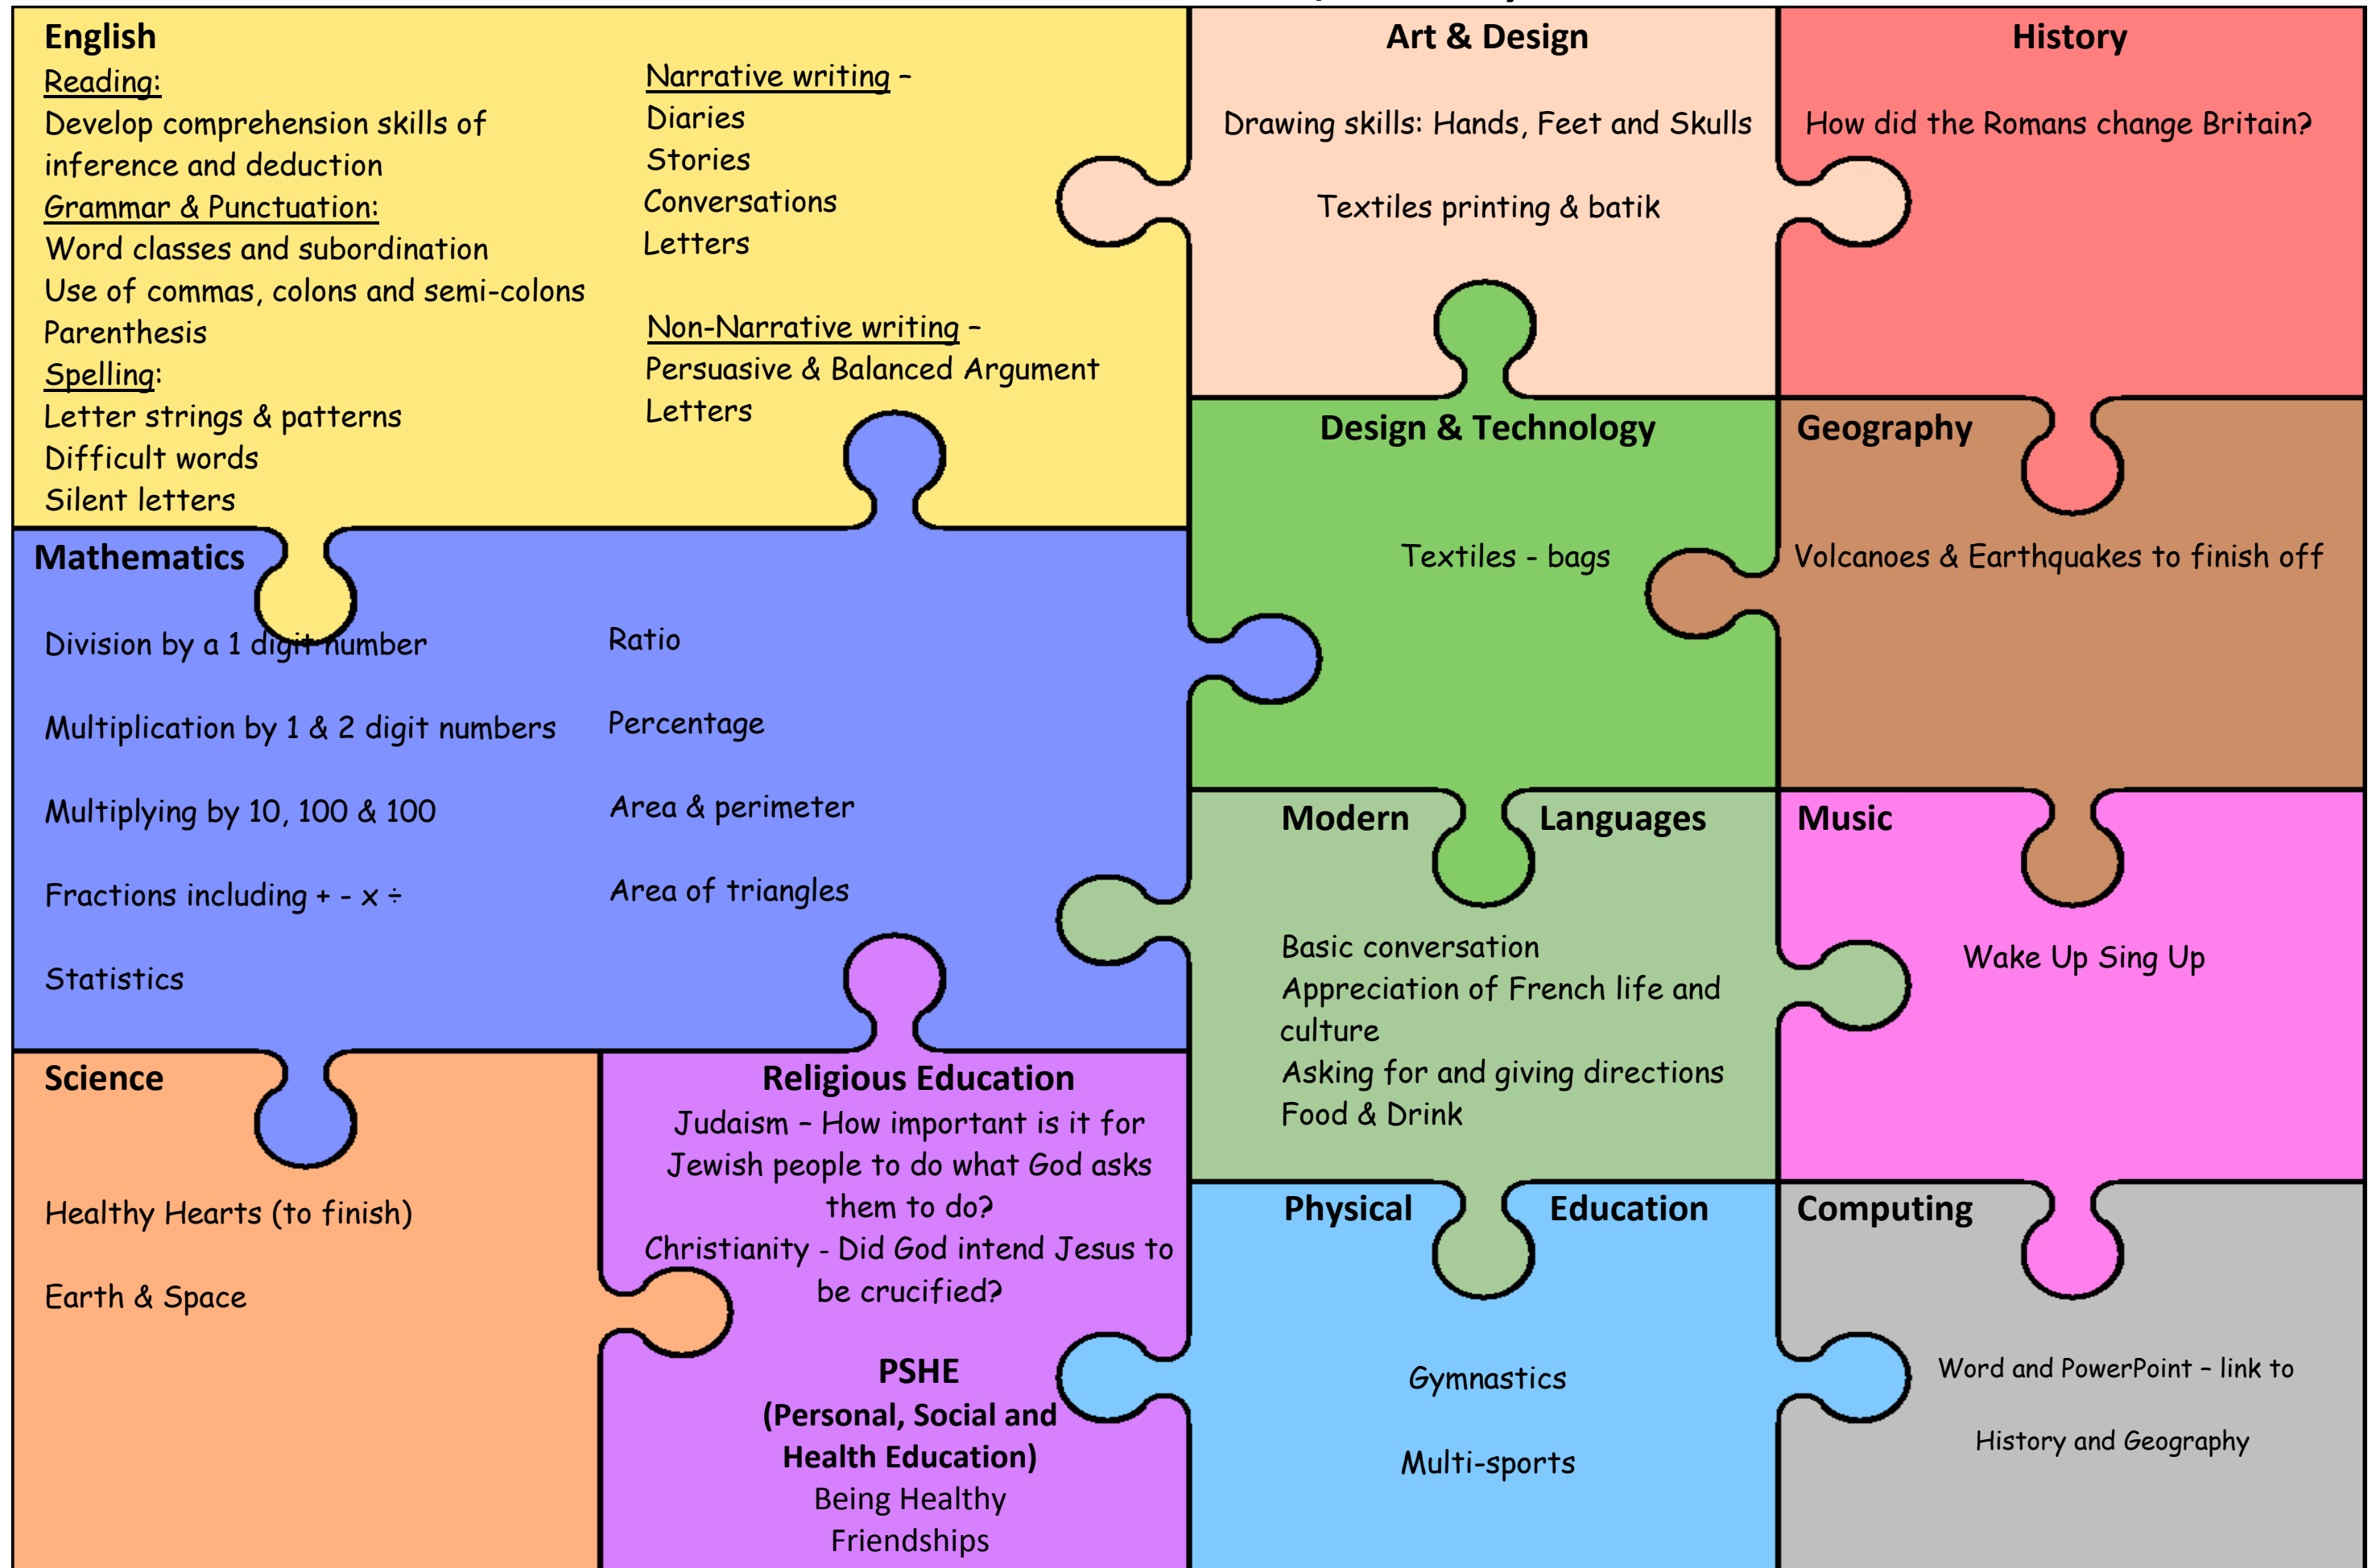 English
Reading:
Develop comprehension skills of
inference and deduction
Grammar & Punctuation:
Word classes and subordination
Use of commas, colons and semi-colons
Parenthesis
Spelling:
Letter strings & patterns
Difficult words
Silent letters
Narrative writing –
Diaries
Stories
Conversations
Letters
Non-Narrative writing –
Persuasive & Balanced Argument
Letters
Art & Design
Drawing skills: Hands, Feet and Skulls
Textiles printing & batik
History
How did the Romans change Britain?
Design & Technology
Textiles - bags
Geography
Volcanoes & Earthquakes to finish off
Mathematics
Division by a 1 digit number
Multiplication by 1 & 2 digit numbers
Multiplying by 10, 100 & 100
Fractions including + - x ÷
Statistics
Ratio
Percentage
Area & perimeter
Area of triangles
Modern Languages
Basic conversation
Appreciation of French life and
culture
Asking for and giving directions
Food & Drink
Music
Wake Up Sing Up
Science
Healthy Hearts (to finish)
Earth & Space
Religious Education
Judaism – How important is it for
Jewish people to do what God asks
them to do?
Christianity - Did God intend Jesus to
be crucified?
PSHE
(Personal, Social and
Health Education)
Being Healthy
Friendships
Physical Education
Gymnastics
Multi-sports
Computing
Word and PowerPoint – link to
History and Geography